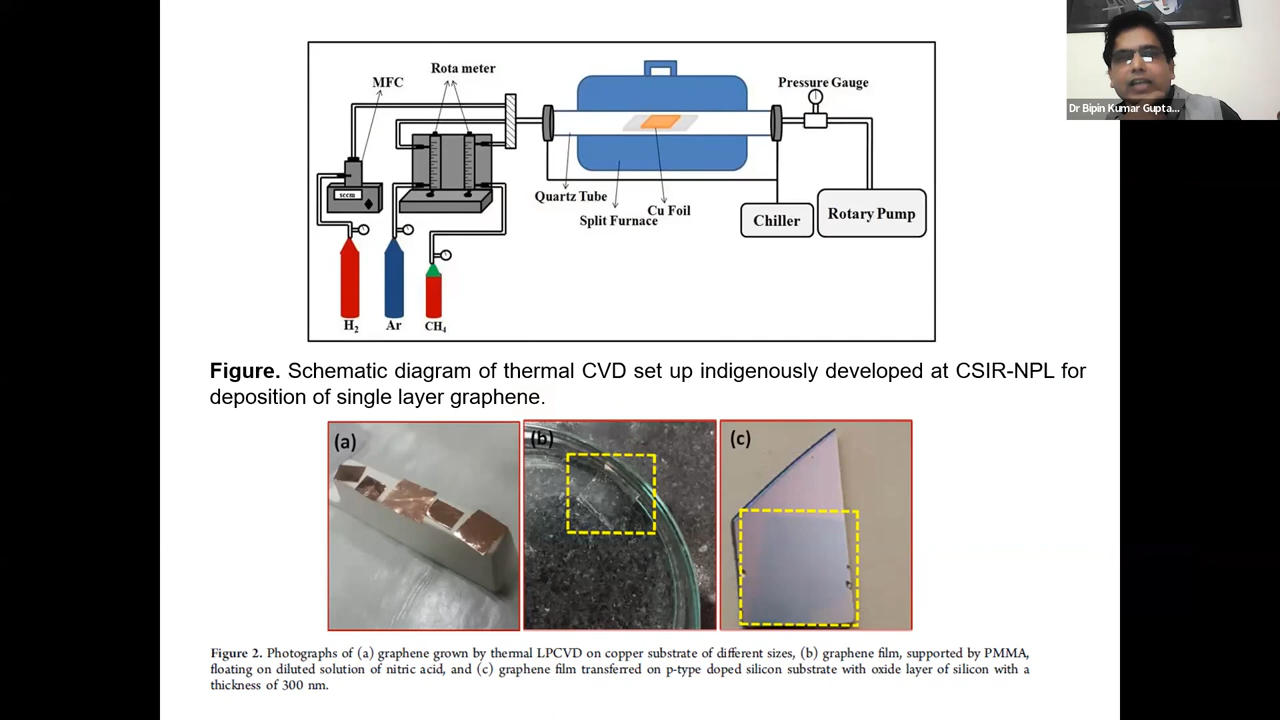 Dr Bipin Kumar Gupta...
MFC
Rota meter
Pressure Gauge
sccm
Quartz Tube
Split Furnace
Cu Foil
Chiller
Rotary Pump
H₂
Ar
CH₄
Figure. Schematic diagram of thermal CVD set up indigenously developed at CSIR-NPL for
deposition of single layer graphene.
(a)
(b)
(c)
Figure 2. Photographs of (a) graphene grown by thermal LPCVD on copper substrate of different sizes, (b) graphene film, supported by PMMA,
floating on diluted solution of nitric acid, and (c) graphene film transferred on p-type doped silicon substrate with oxide layer of silicon with a
thickness of 300 nm.